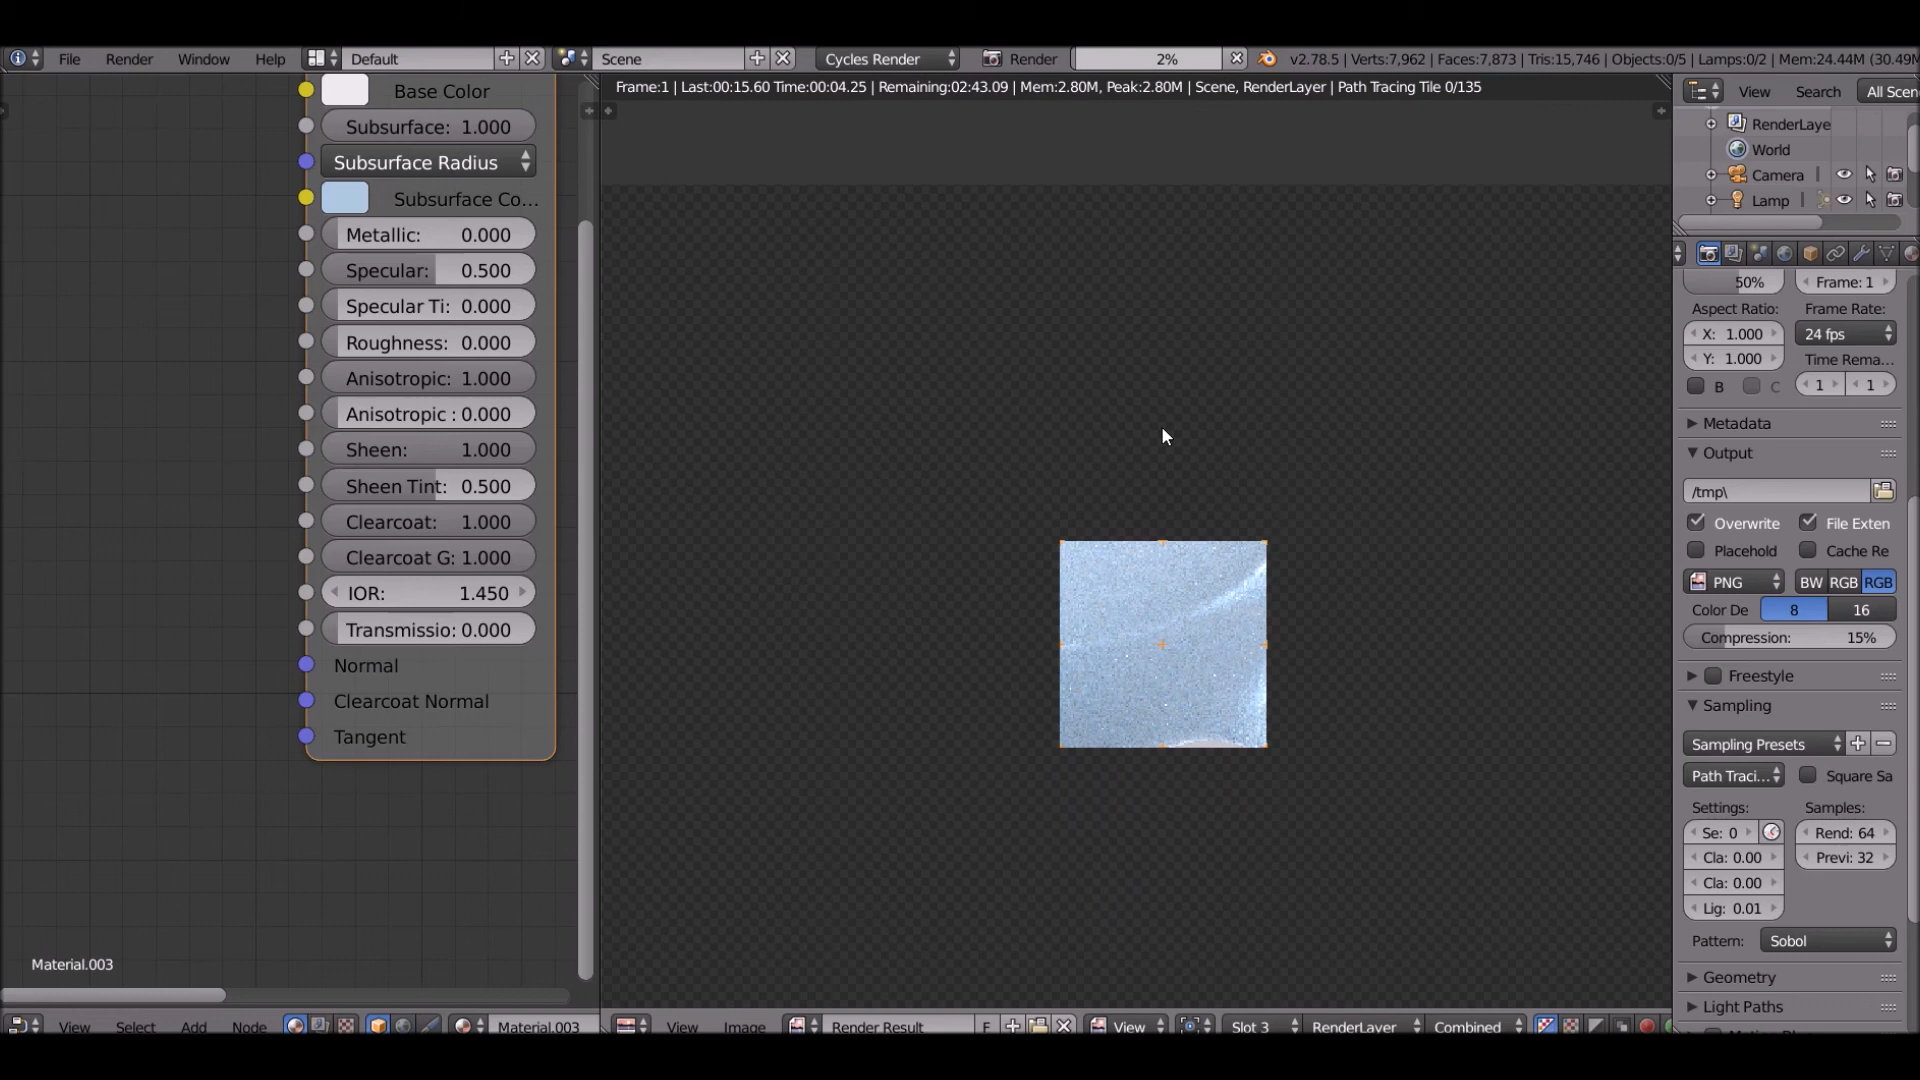 File Render Window Help Default Scene Cycles Render Render 2% v2.78.5 | Verts:7,962 | Faces:7,873 | Tris:15,746 | Objects:0/5 | Lamps:0/2 | Mem:24.44M (30.49M
Frame:1 | Last:00:15.60 Time:00:04.25 | Remaining:02:43.09 | Mem:2.80M, Peak:2.80M | Scene, RenderLayer | Path Tracing Tile 0/135
Base Color
Subsurface: 1.000
Subsurface Radius
Subsurface Co...
Metallic: 0.000
Specular: 0.500
Specular Ti: 0.000
Roughness: 0.000
Anisotropic: 1.000
Anisotropic : 0.000
Sheen: 1.000
Sheen Tint: 0.500
Clearcoat: 1.000
Clearcoat G: 1.000
IOR: 1.450
Transmissio: 0.000
Normal
Clearcoat Normal
Tangent
Material.003
View Select Add Node Material.003
View Image Render Result F View Slot 3 RenderLayer Combined
View Search All Scen
RenderLaye
World
Camera
Lamp
50% Frame: 1
Aspect Ratio: Frame Rate:
X: 1.000 24 fps
Y: 1.000 Time Rema...
B C 1 1
Metadata
Output
/tmp\
Overwrite File Exten
Placehold Cache Re
PNG BW RGB RGB
Color De 8 16
Compression: 15%
Freestyle
Sampling
Sampling Presets
Path Traci... Square Sa
Settings: Samples:
Se: 0 Rend: 64
Cla: 0.00 Previ: 32
Cla: 0.00
Lig: 0.01
Pattern: Sobol
Geometry
Light Paths